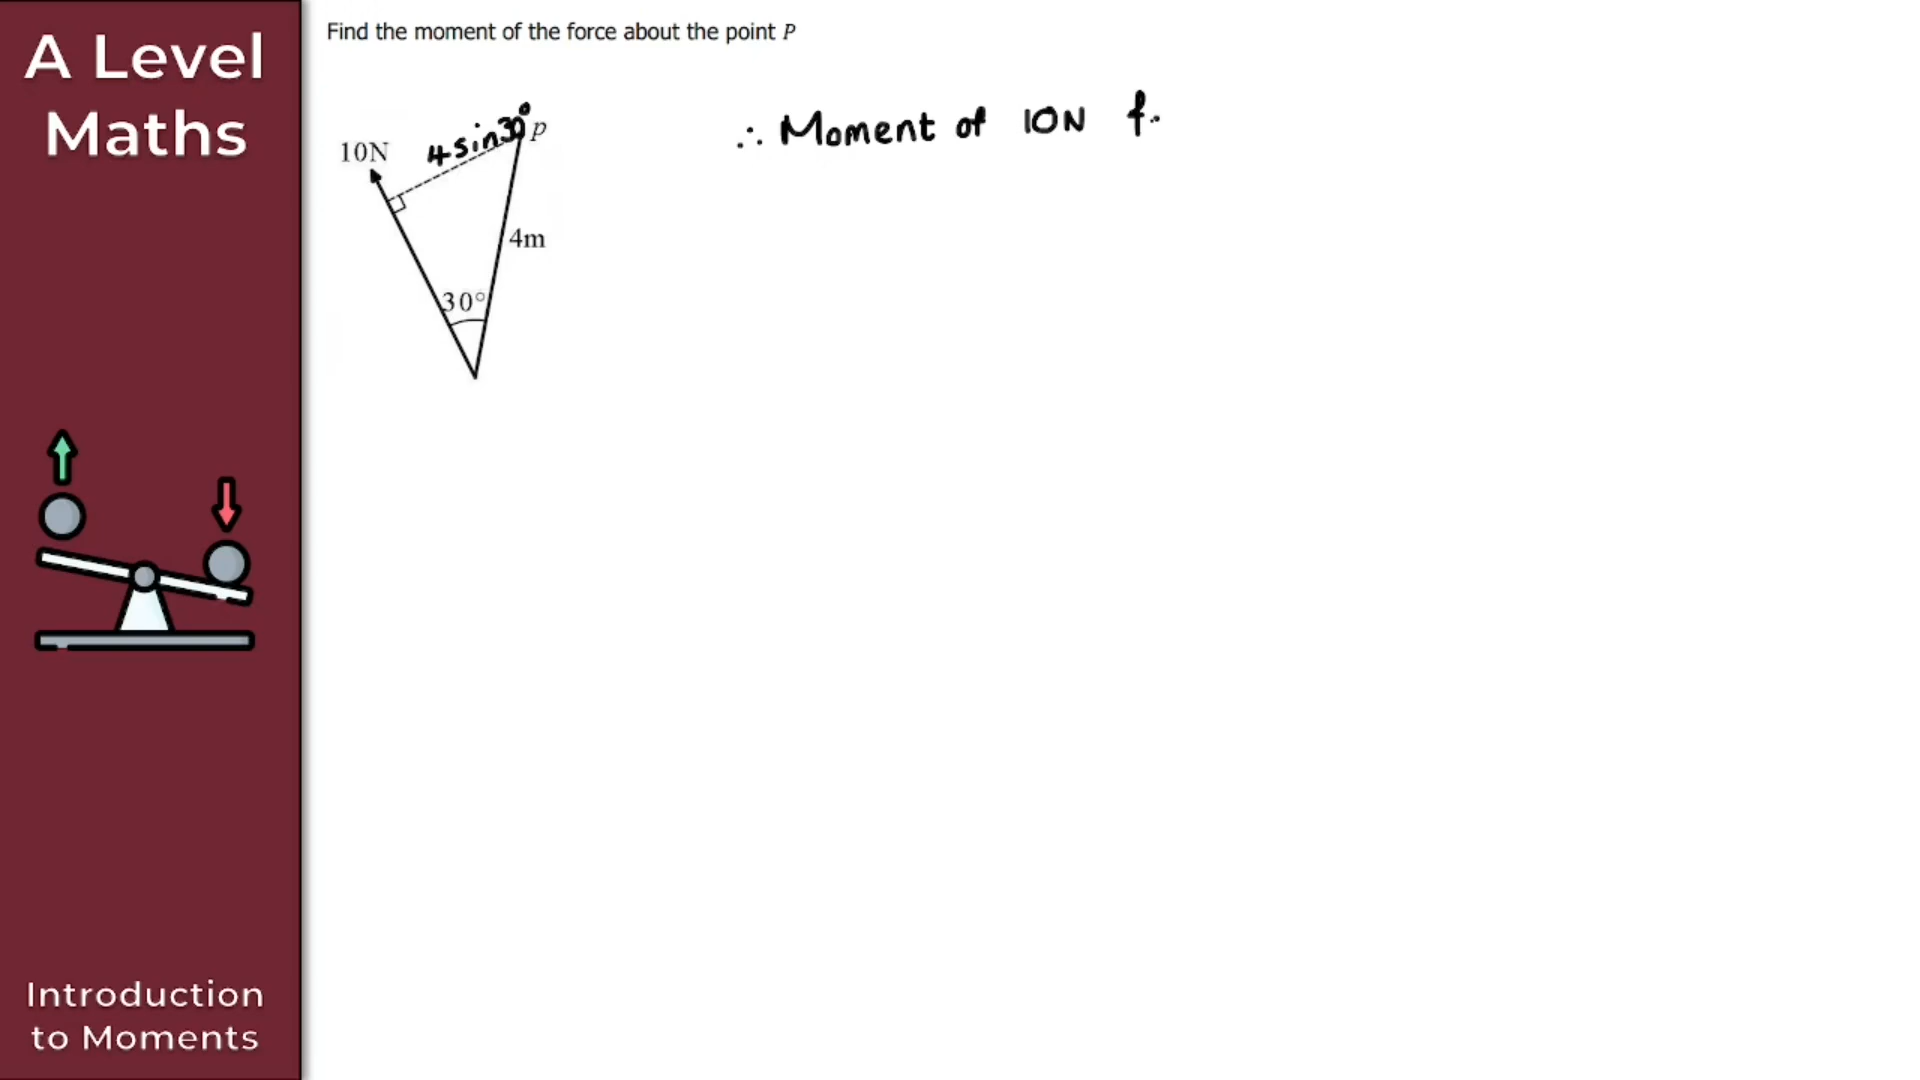 A Level
Maths
Find the moment of the force about the point P
10N
4sin30°
p
4m
30°
∴ Moment of 10N f
Introduction
to Moments